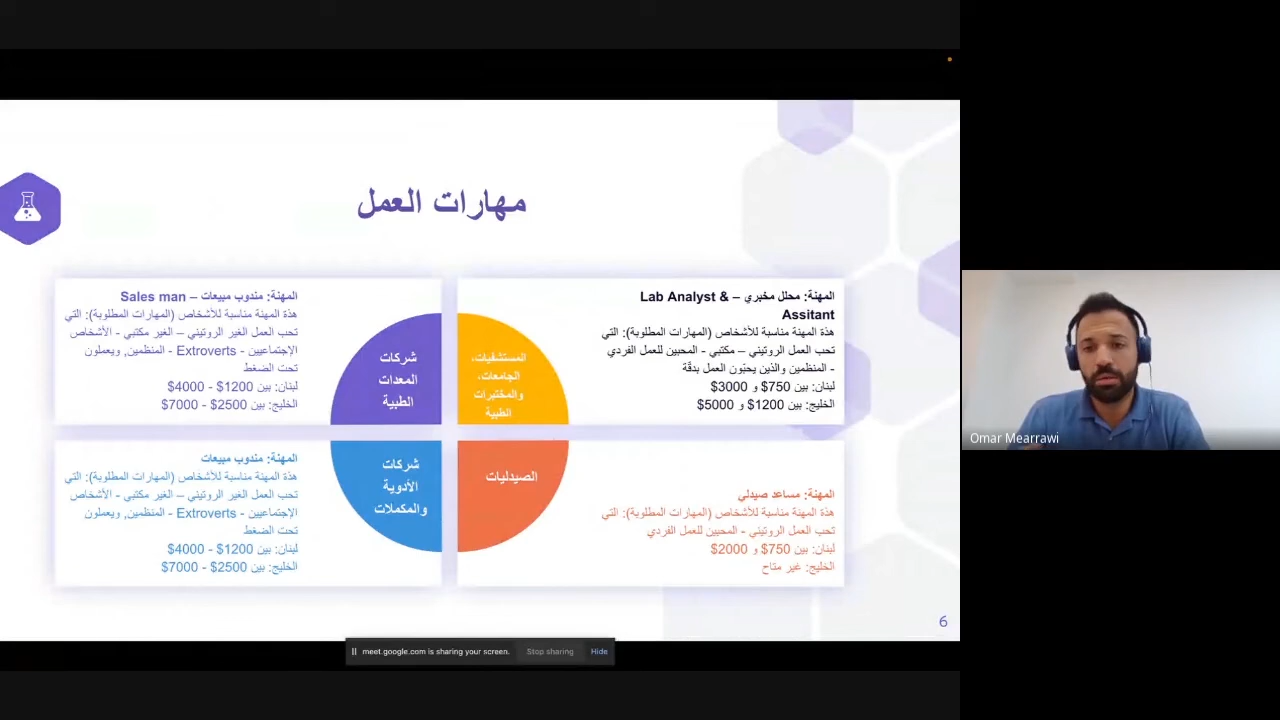 مهارات العمل
المهنة: محلل مخبري – Lab Analyst &
Assitant
هذة المهنة مناسبة للأشخاص (المهارات المطلوبة): التي
تحب العمل الروتيني – مكتبي - المحبين للعمل الفردي
- المنظمين والذين يحبّون العمل بدقّة
لبنان: بين 750$ و 3000$
الخليج: بين 1200$ و 5000$
المستشفيات،
الجامعات،
والمختبرات
الطبية
المهنة: مندوب مبيعات – Sales man
هذة المهنة مناسبة للأشخاص (المهارات المطلوبة): التي
تحب العمل الغير الروتيني – الغير مكتبي - الأشخاص
الإجتماعيين - Extroverts - المنظمين, ويعملون
تحت الضغط
لبنان: بين 1200$ - 4000$
الخليج: بين 2500$ - 7000$
شركات
المعدات
الطبية
المهنة: مساعد صيدلي
هذة المهنة مناسبة للأشخاص (المهارات المطلوبة): التي
تحب العمل الروتيني - المحبين للعمل الفردي
لبنان: بين 750$ و 2000$
الخليج: غير متاح
الصيدليات
المهنة: مندوب مبيعات
هذة المهنة مناسبة للأشخاص (المهارات المطلوبة): التي
تحب العمل الغير الروتيني – الغير مكتبي - الأشخاص
الإجتماعيين - Extroverts - المنظمين, ويعملون
تحت الضغط
لبنان: بين 1200$ - 4000$
الخليج: بين 2500$ - 7000$
شركات
الأدوية
والمكملات
6
meet.google.com is sharing your screen.
Stop sharing
Hide
Omar Mearrawi